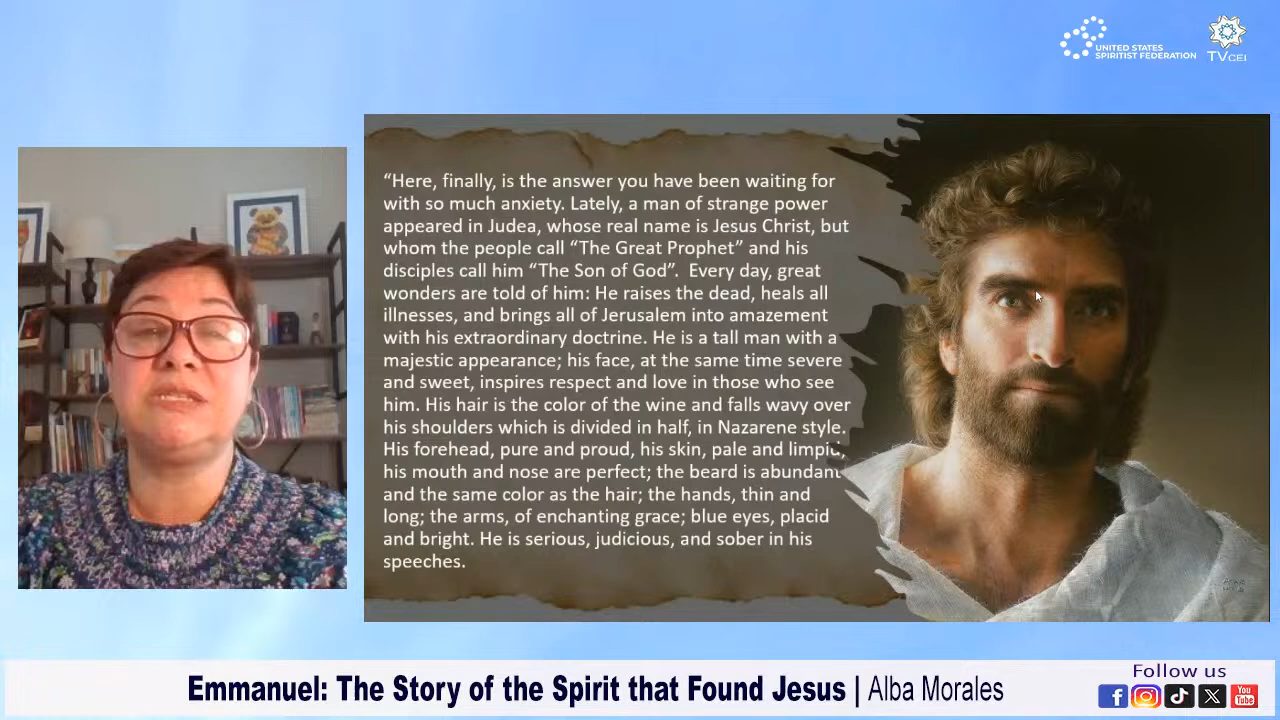 UNITED STATES
SPIRITIST FEDERATION
TVCEI
“Here, finally, is the answer you have been waiting for
with so much anxiety. Lately, a man of strange power
appeared in Judea, whose real name is Jesus Christ, but
whom the people call “The Great Prophet” and his
disciples call him “The Son of God”.  Every day, great
wonders are told of him: He raises the dead, heals all
illnesses, and brings all of Jerusalem into amazement
with his extraordinary doctrine. He is a tall man with a
majestic appearance; his face, at the same time severe
and sweet, inspires respect and love in those who see
him. His hair is the color of the wine and falls wavy over
his shoulders which is divided in half, in Nazarene style.
His forehead, pure and proud, his skin, pale and limpid,
his mouth and nose are perfect; the beard is abundant
and the same color as the hair; the hands, thin and
long; the arms, of enchanting grace; blue eyes, placid
and bright. He is serious, judicious, and sober in his
speeches.
Emmanuel: The Story of the Spirit that Found Jesus | Alba Morales
Follow us
You
Tube